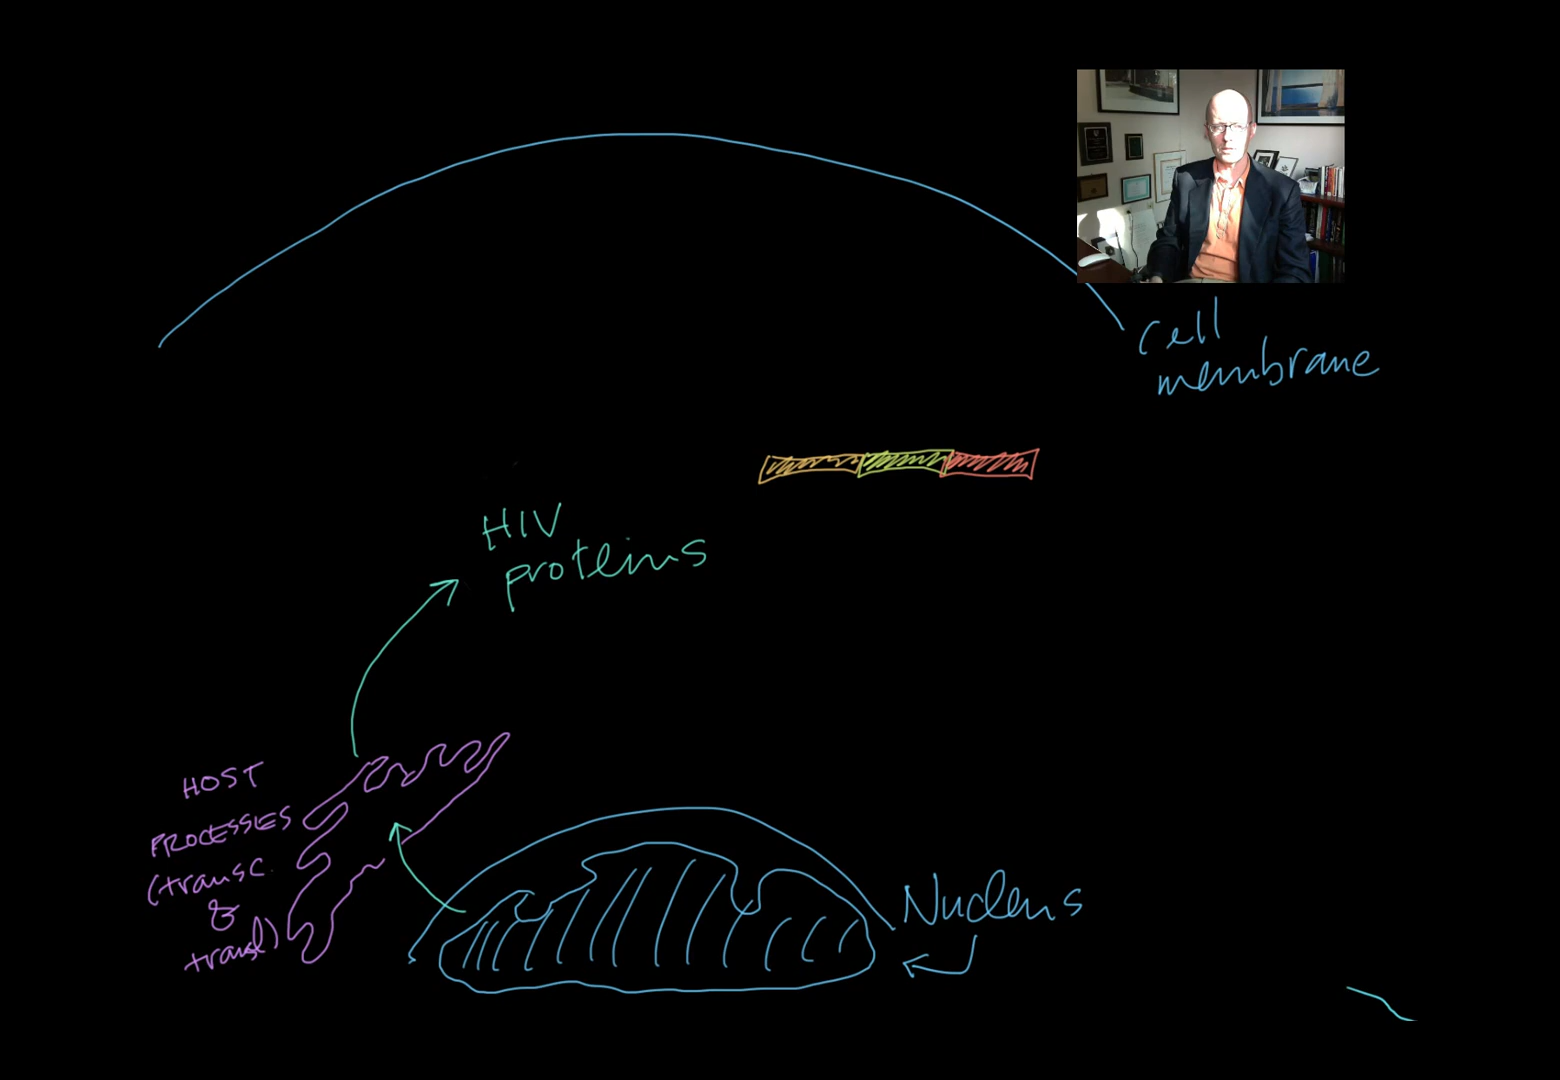 cell
membrane
HIV
proteins
HOST
PROCESSES
(transc.
&
transl)
Nucleus